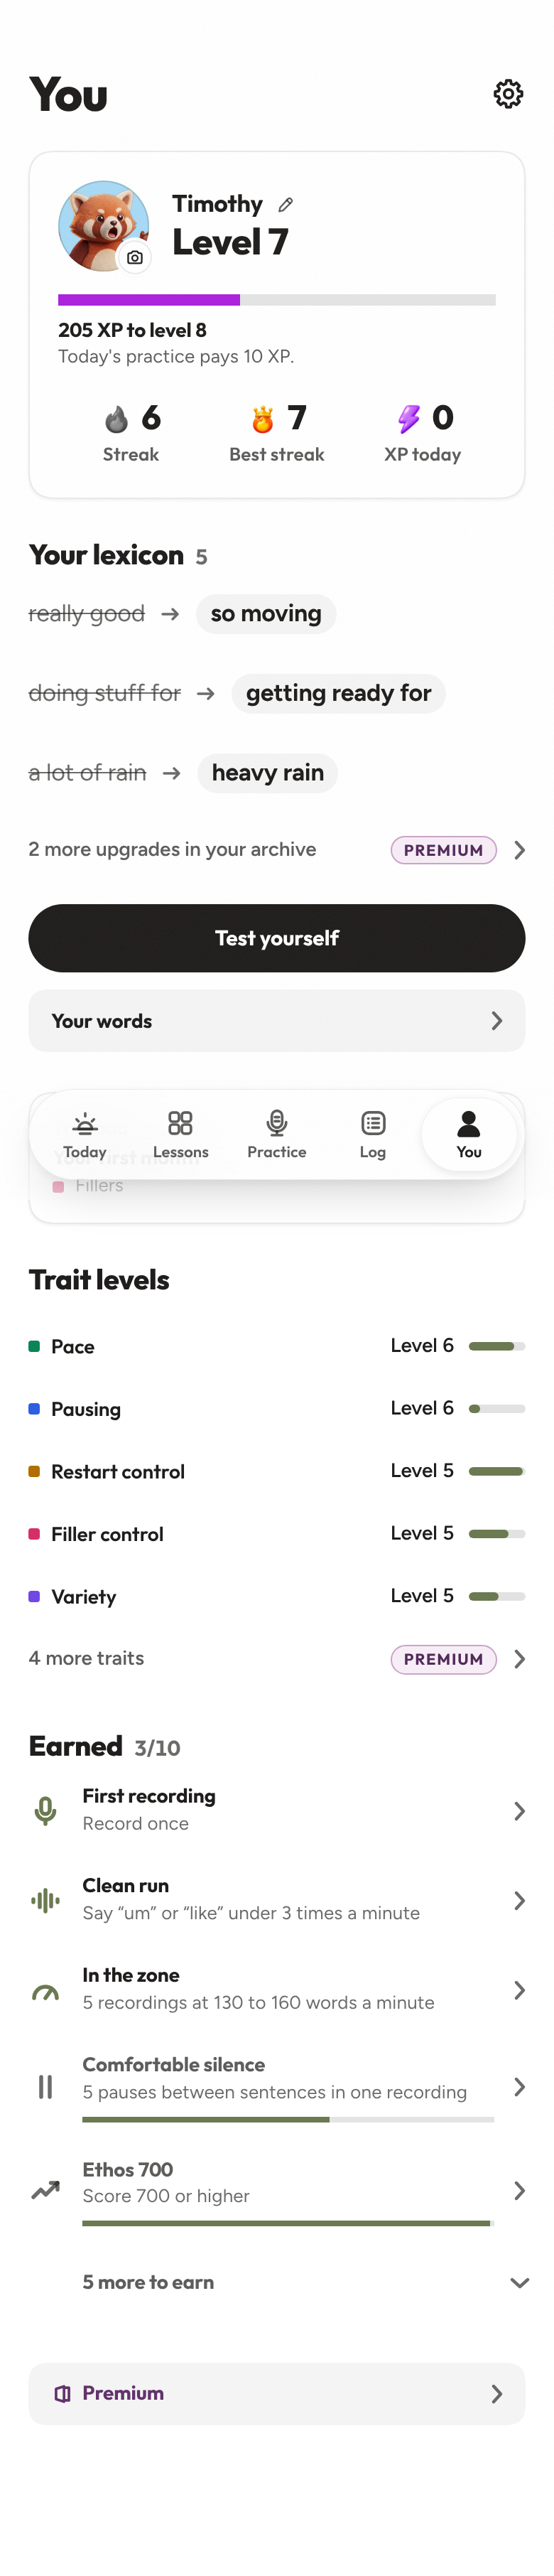 You
Timothy
Level 7
205 XP to level 8
Today's practice pays 10 XP.
6
Streak
7
Best streak
0
XP today
Your lexicon 5
really good → so moving
doing stuff for → getting ready for
a lot of rain → heavy rain
2 more upgrades in your archive PREMIUM
Test yourself
Your words
Your first month
Today
Lessons
Practice
Log
You
Fillers
Trait levels
Pace Level 6
Pausing Level 6
Restart control Level 5
Filler control Level 5
Variety Level 5
4 more traits PREMIUM
Earned 3/10
First recording
Record once
Clean run
Say “um” or “like” under 3 times a minute
In the zone
5 recordings at 130 to 160 words a minute
Comfortable silence
5 pauses between sentences in one recording
Ethos 700
Score 700 or higher
5 more to earn
Premium